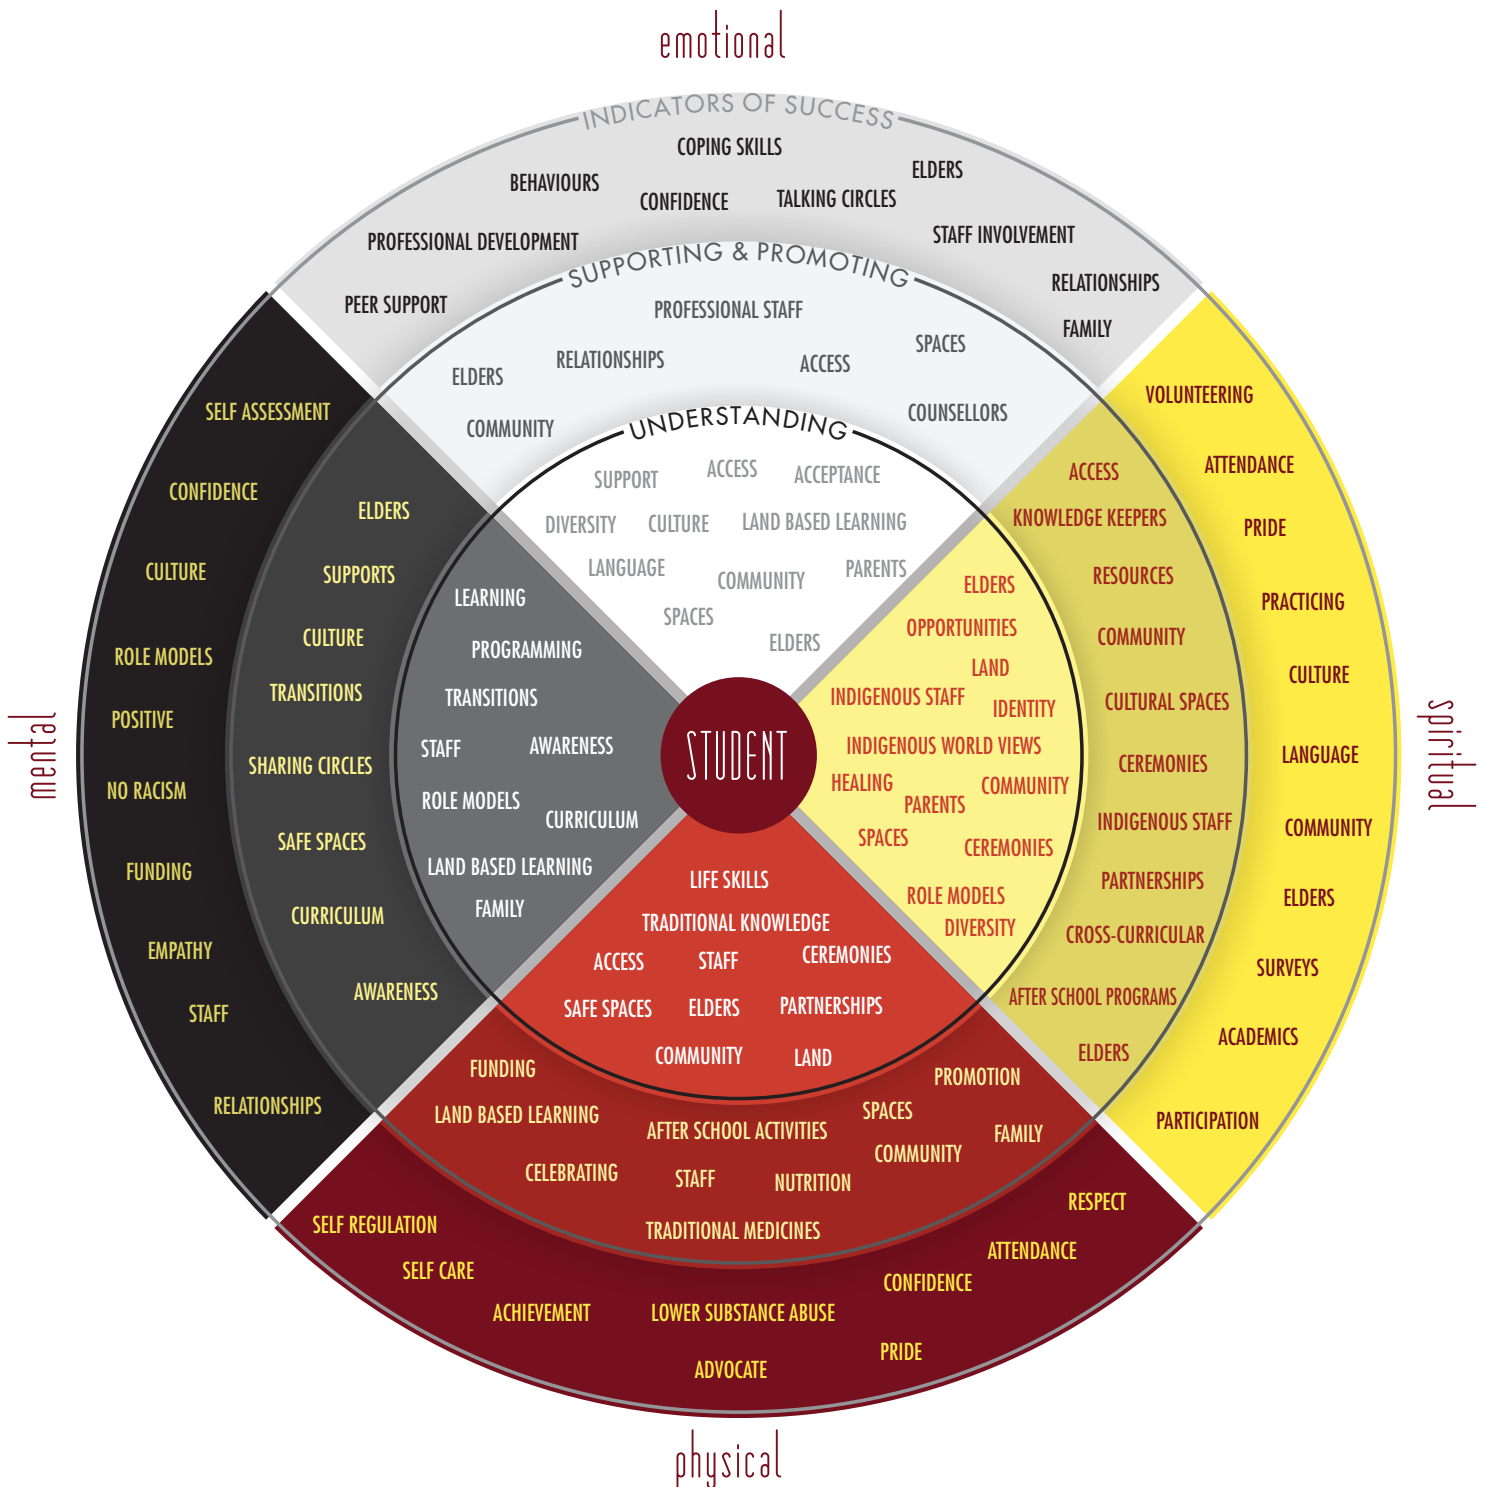 emotional
INDICATORS OF SUCCESS
COPING SKILLS
ELDERS
BEHAVIOURS
CONFIDENCE
TALKING CIRCLES
PROFESSIONAL DEVELOPMENT
STAFF INVOLVEMENT
RELATIONSHIPS
PEER SUPPORT
FAMILY
SUPPORTING & PROMOTING
PROFESSIONAL STAFF
SPACES
RELATIONSHIPS
ACCESS
ELDERS
COUNSELLORS
COMMUNITY
UNDERSTANDING
SUPPORT
ACCESS
ACCEPTANCE
DIVERSITY
CULTURE
LAND BASED LEARNING
LANGUAGE
COMMUNITY
PARENTS
SPACES
ELDERS
mental
SELF ASSESSMENT
CONFIDENCE
CULTURE
ROLE MODELS
POSITIVE
NO RACISM
FUNDING
EMPATHY
STAFF
RELATIONSHIPS
ELDERS
SUPPORTS
CULTURE
TRANSITIONS
SHARING CIRCLES
SAFE SPACES
CURRICULUM
AWARENESS
LEARNING
PROGRAMMING
TRANSITIONS
STAFF
AWARENESS
ROLE MODELS
CURRICULUM
LAND BASED LEARNING
FAMILY
STUDENT
ELDERS
OPPORTUNITIES
LAND
INDIGENOUS STAFF
IDENTITY
INDIGENOUS WORLD VIEWS
HEALING
COMMUNITY
PARENTS
SPACES
CEREMONIES
ROLE MODELS
DIVERSITY
ACCESS
KNOWLEDGE KEEPERS
RESOURCES
COMMUNITY
CULTURAL SPACES
CEREMONIES
INDIGENOUS STAFF
PARTNERSHIPS
CROSS-CURRICULAR
AFTER SCHOOL PROGRAMS
ELDERS
VOLUNTEERING
ATTENDANCE
PRIDE
PRACTICING
CULTURE
LANGUAGE
COMMUNITY
ELDERS
SURVEYS
ACADEMICS
PARTICIPATION
spiritual
LIFE SKILLS
TRADITIONAL KNOWLEDGE
ACCESS
STAFF
CEREMONIES
SAFE SPACES
ELDERS
PARTNERSHIPS
COMMUNITY
LAND
FUNDING
PROMOTION
LAND BASED LEARNING
SPACES
AFTER SCHOOL ACTIVITIES
FAMILY
COMMUNITY
CELEBRATING
STAFF
NUTRITION
TRADITIONAL MEDICINES
RESPECT
SELF REGULATION
ATTENDANCE
SELF CARE
CONFIDENCE
ACHIEVEMENT
LOWER SUBSTANCE ABUSE
PRIDE
ADVOCATE
physical